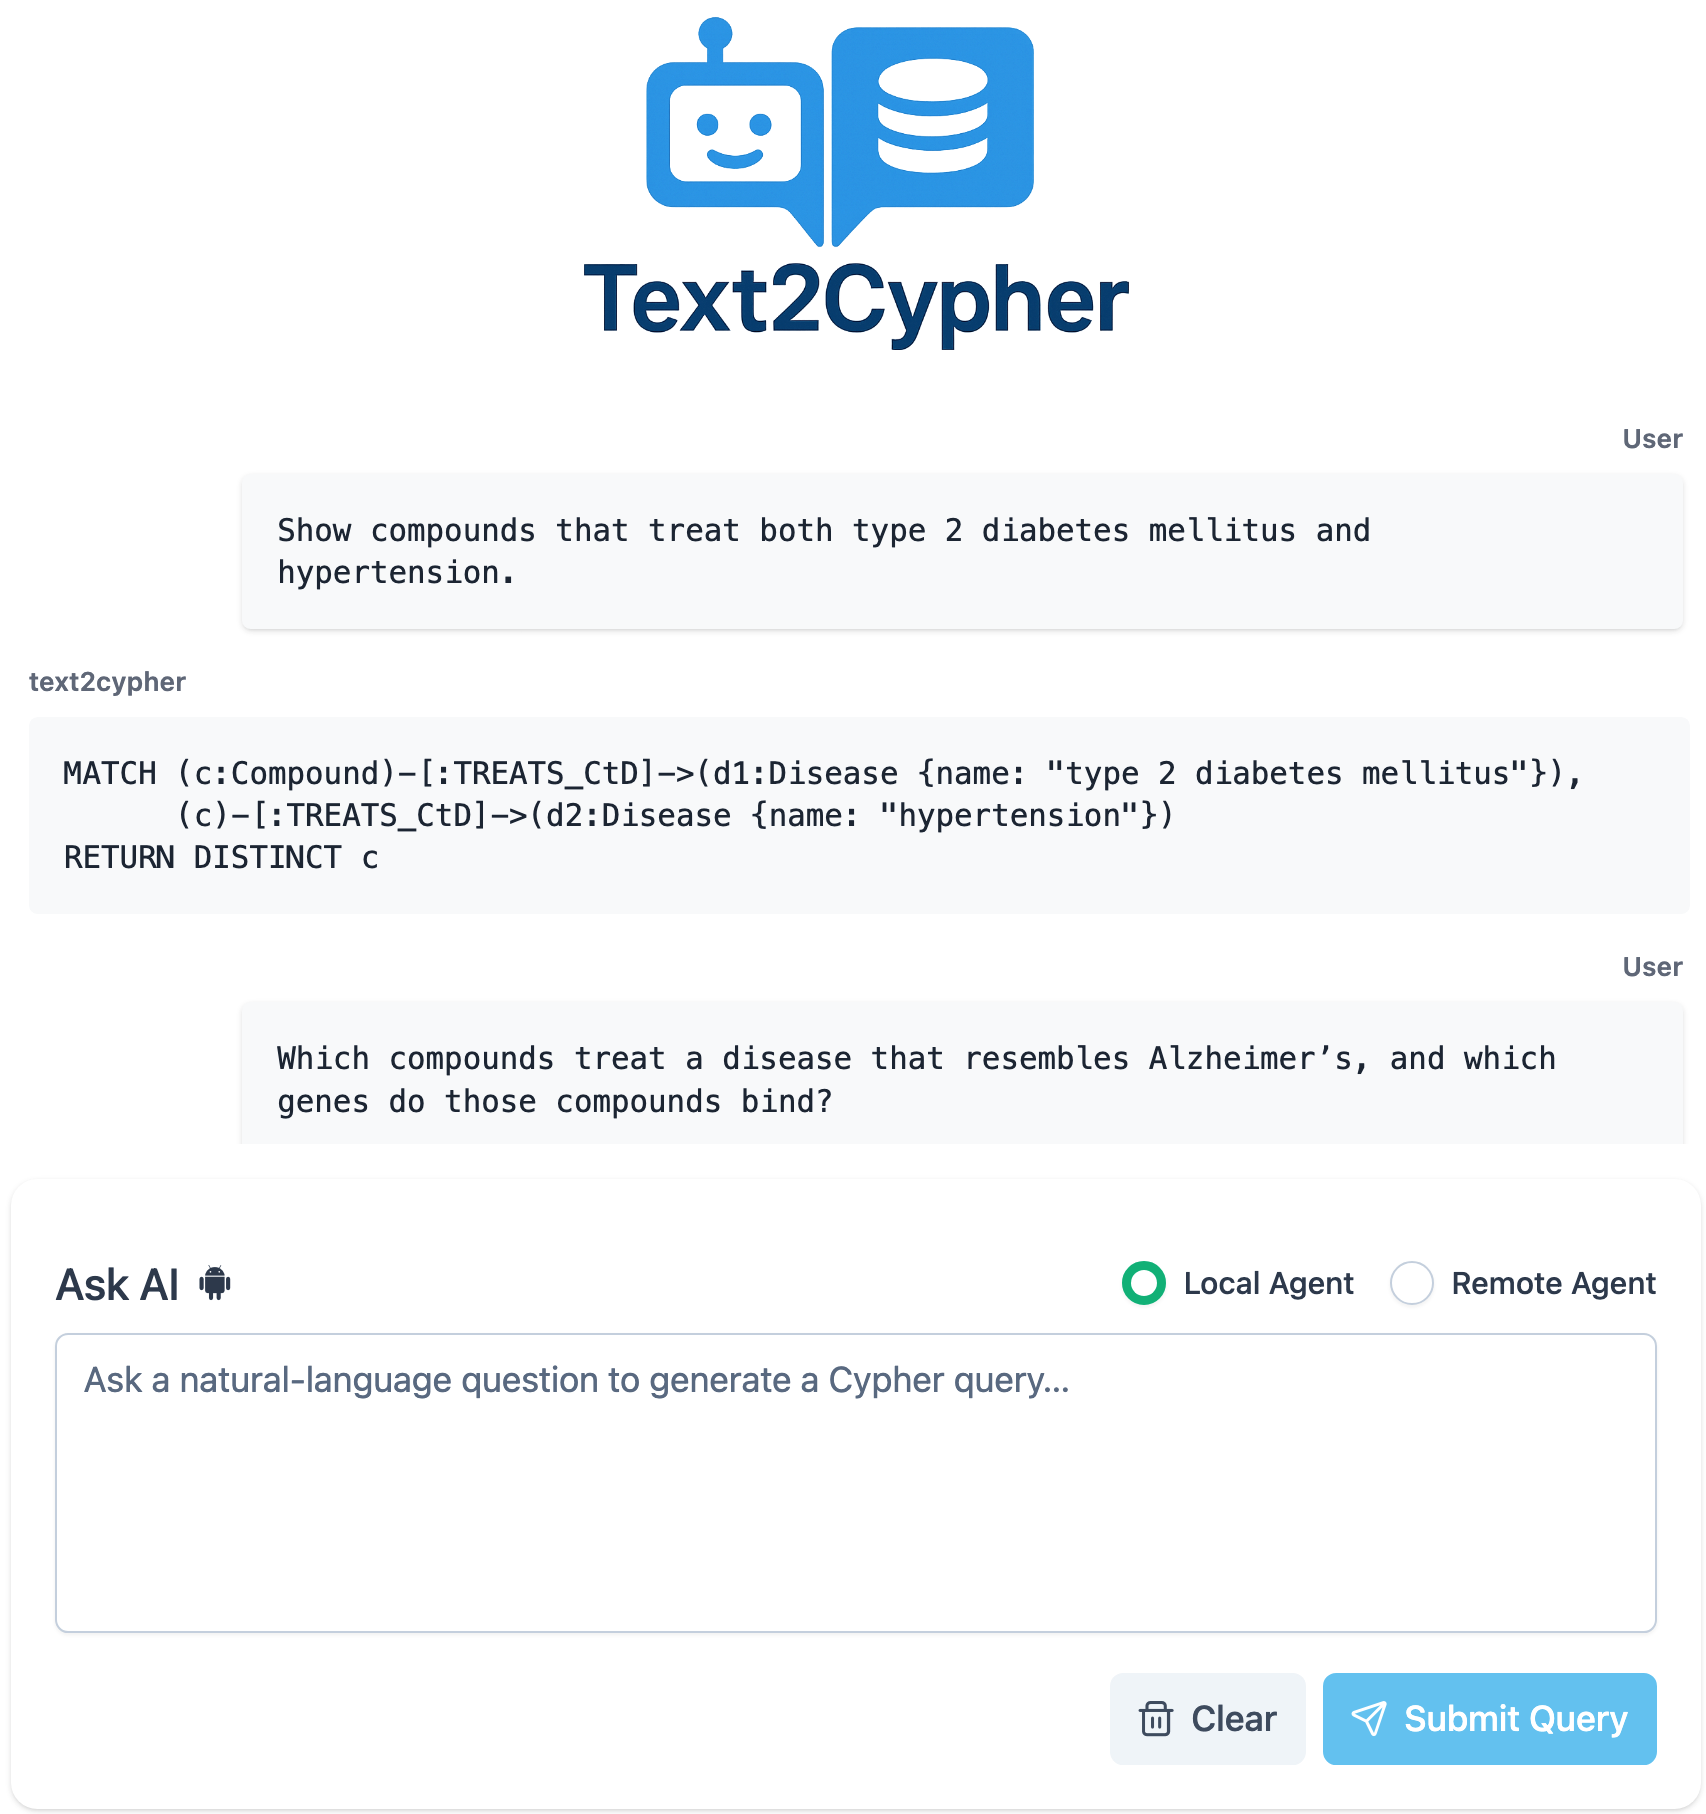 Text2Cypher
User
Show compounds that treat both type 2 diabetes mellitus and
hypertension.
text2cypher
MATCH (c:Compound)-[:TREATS_CtD]->(d1:Disease {name: "type 2 diabetes mellitus"}),
      (c)-[:TREATS_CtD]->(d2:Disease {name: "hypertension"})
RETURN DISTINCT c
User
Which compounds treat a disease that resembles Alzheimer’s, and which
genes do those compounds bind?
Ask AI
Local Agent
Remote Agent
Ask a natural-language question to generate a Cypher query...
Clear
Submit Query